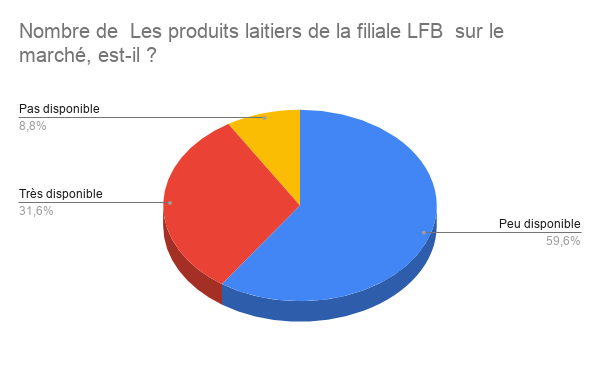 Nombre de  Les produits laitiers de la filiale LFB  sur le
marché, est-il ?
Pas disponible
8,8%
Très disponible
31,6%
Peu disponible
59,6%